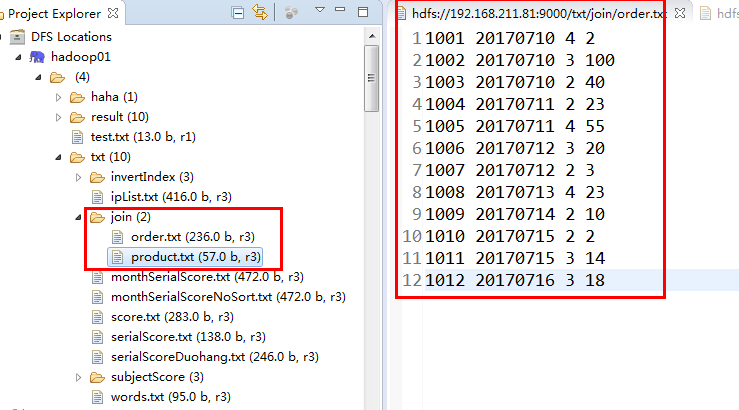 Project Explorer
DFS Locations
hadoop01
(4)
haha (1)
result (10)
test.txt (13.0 b, r1)
txt (10)
invertIndex (3)
ipList.txt (416.0 b, r3)
join (2)
order.txt (236.0 b, r3)
product.txt (57.0 b, r3)
monthSerialScore.txt (472.0 b, r3)
monthSerialScoreNoSort.txt (472.0 b, r3)
score.txt (283.0 b, r3)
serialScore.txt (138.0 b, r3)
serialScoreDuohang.txt (246.0 b, r3)
subjectScore (3)
words.txt (95.0 b, r3)
hdfs://192.168.211.81:9000/txt/join/order.txt
hdfs
1 1001 20170710 4 2
2 1002 20170710 3 100
3 1003 20170710 2 40
4 1004 20170711 2 23
5 1005 20170711 4 55
6 1006 20170712 3 20
7 1007 20170712 2 3
8 1008 20170713 4 23
9 1009 20170714 2 10
10 1010 20170715 2 2
11 1011 20170715 3 14
12 1012 20170716 3 18